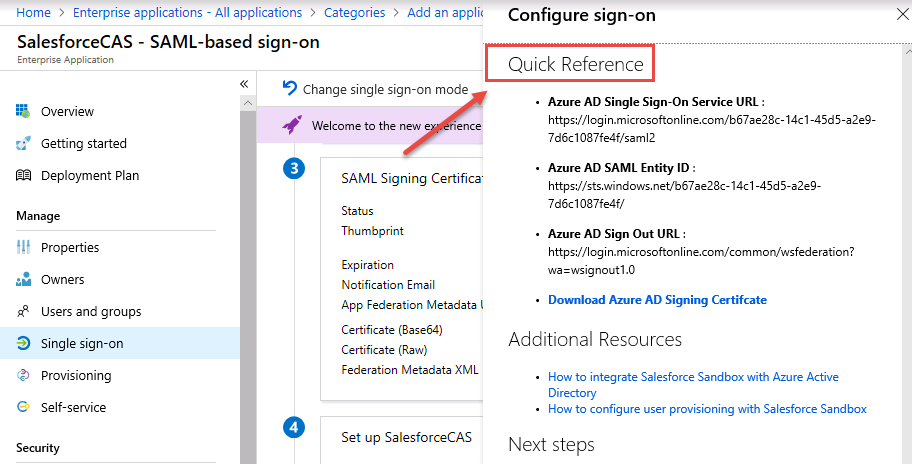 Home > Enterprise applications - All applications > Categories > Add an
SalesforceCAS - SAML-based sign-on
Enterprise Application
«
Overview
Getting started
Deployment Plan
Manage
Properties
Owners
Users and groups
Single sign-on
Provisioning
Self-service
Security
Change single sign-on mode
Welcome to the new experience
3
SAML Signing
Status
Thumbprint
Expiration
Notification Email
App Federation Metadata
Certificate (Base64)
Certificate (Raw)
Federation Metadata XML
4
Set up SalesforceCAS
Configure sign-on
Quick Reference
• Azure AD Single Sign-On Service URL :
https://login.microsoftonline.com/b67ae28c-14c1-45d5-a2e9-
7d6c1087fe4f/saml2
• Azure AD SAML Entity ID :
https://sts.windows.net/b67ae28c-14c1-45d5-a2e9-
7d6c1087fe4f/
• Azure AD Sign Out URL :
https://login.microsoftonline.com/common/wsfederation?
wa=wsignout1.0
• Download Azure AD Signing Certifcate
Additional Resources
• How to integrate Salesforce Sandbox with Azure Active
Directory
• How to configure user provisioning with Salesforce Sandbox
Next steps